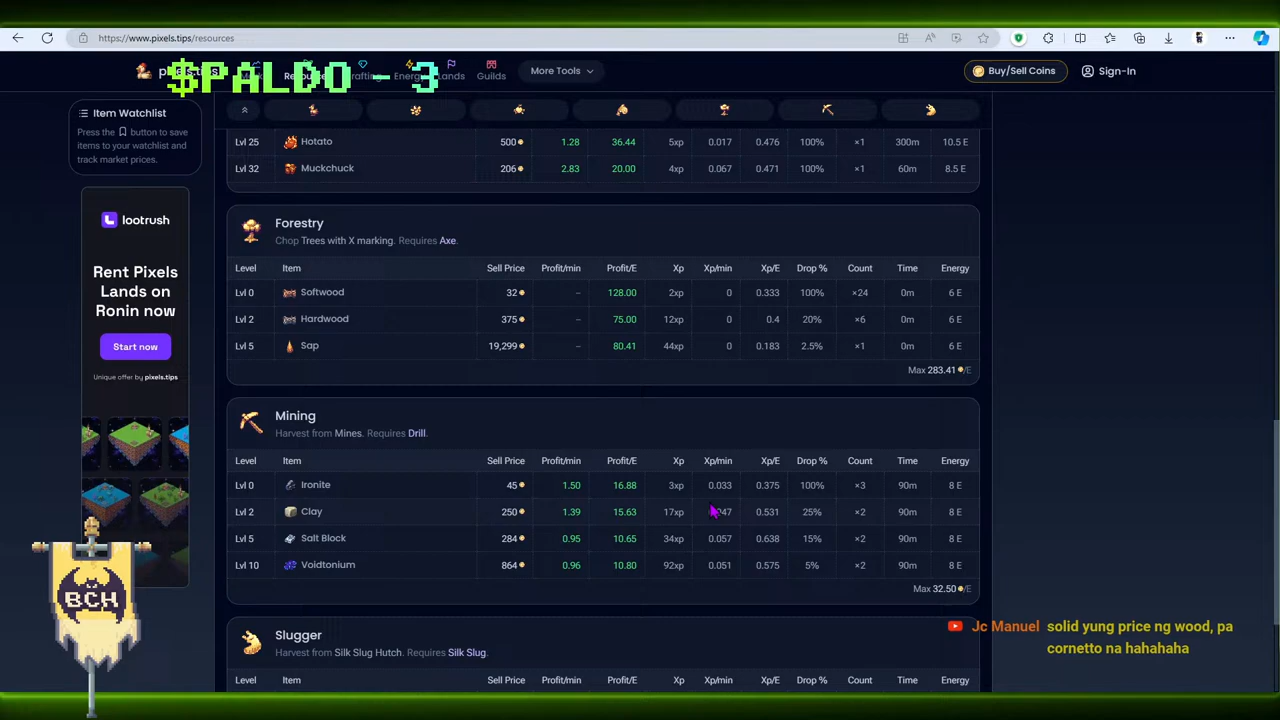 https://www.pixels.tips/resources
$PALDO -3
Energy
Lands
Guilds
More Tools
Buy/Sell Coins
Sign-In
Item Watchlist
Press the button to save
items to your watchlist and
track market prices.
lootrush
Rent Pixels
Lands on
Ronin now
Start now
Unique offer by pixels.tips
Lvl 25 Hotato 500 1.28 36.44 5xp 0.017 0.476 100% ×1 300m 10.5 E
Lvl 32 Muckchuck 206 2.83 20.00 4xp 0.067 0.471 100% ×1 60m 8.5 E
Forestry
Chop Trees with X marking. Requires Axe.
Level Item Sell Price Profit/min Profit/E Xp Xp/min Xp/E Drop % Count Time Energy
Lvl 0 Softwood 32 – 128.00 2xp 0 0.333 100% ×24 0m 6 E
Lvl 2 Hardwood 375 – 75.00 12xp 0 0.4 20% ×6 0m 6 E
Lvl 5 Sap 19,299 – 80.41 44xp 0 0.183 2.5% ×1 0m 6 E
Max 283.41 /E
Mining
Harvest from Mines. Requires Drill.
Level Item Sell Price Profit/min Profit/E Xp Xp/min Xp/E Drop % Count Time Energy
Lvl 0 Ironite 45 1.50 16.88 3xp 0.033 0.375 100% ×3 90m 8 E
Lvl 2 Clay 250 1.39 15.63 17xp 0.531 25% ×2 90m 8 E
Lvl 5 Salt Block 284 0.95 10.65 34xp 0.057 0.638 15% ×2 90m 8 E
Lvl 10 Voidtonium 864 0.96 10.80 92xp 0.051 0.575 5% ×2 90m 8 E
Max 32.50 /E
Slugger
Harvest from Silk Slug Hutch. Requires Silk Slug.
Level Item Sell Price Profit/min Profit/E Xp Xp/min Xp/E Drop % Count Time Energy
BCH
Jc Manuel solid yung price ng wood, pa
cornetto na hahahaha